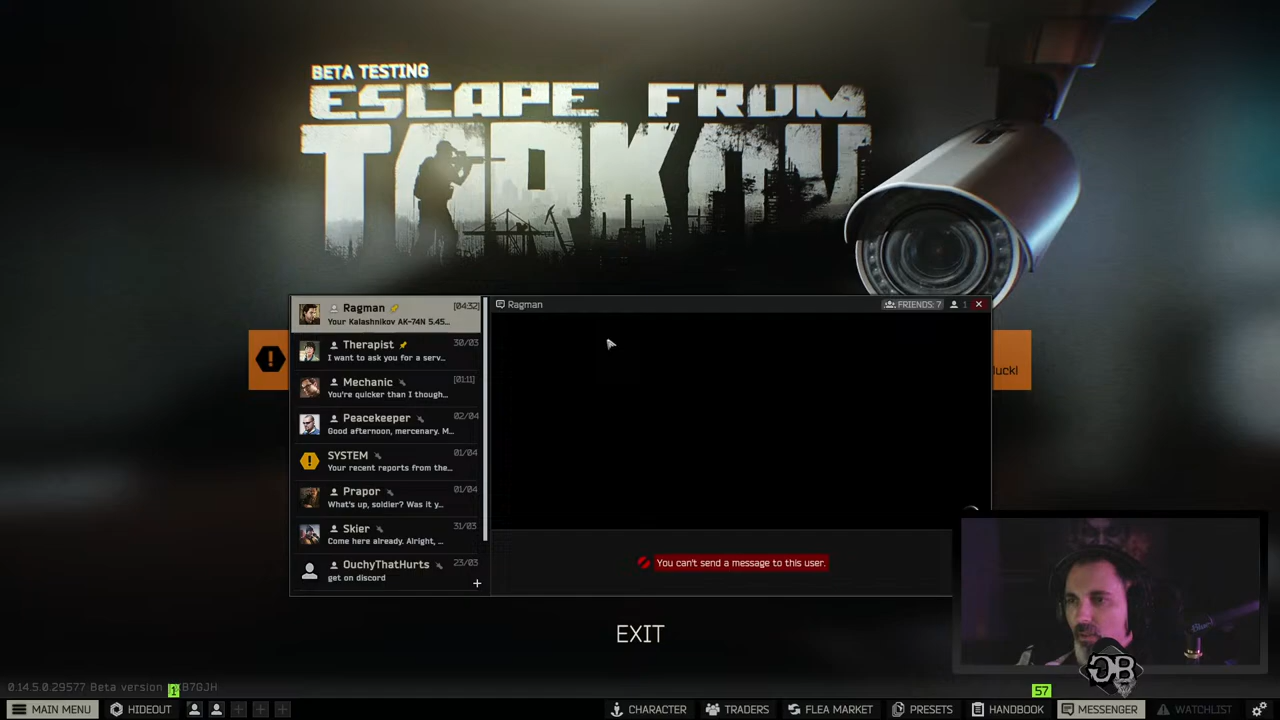 BETA TESTING
ESCAPE FROM
TARKOV
Ragman
[04:32]
Your Kalashnikov AK-74N 5.45...
Therapist
30/03
I want to ask you for a serv...
Mechanic
[01:11]
You're quicker than I though...
Peacekeeper
02/04
Good afternoon, mercenary. M...
SYSTEM
01/04
Your recent reports from the...
Prapor
01/04
What's up, soldier? Was it y...
Skier
31/03
Come here already. Alright, ...
OuchyThatHurts
23/03
get on discord
+
Ragman
FRIENDS: 7
1
You can't send a message to this user.
luck!
EXIT
0.14.5.0.29577 Beta version
B7GJH
1
57
MAIN MENU
HIDEOUT
CHARACTER
TRADERS
FLEA MARKET
PRESETS
HANDBOOK
MESSENGER
WATCHLIST